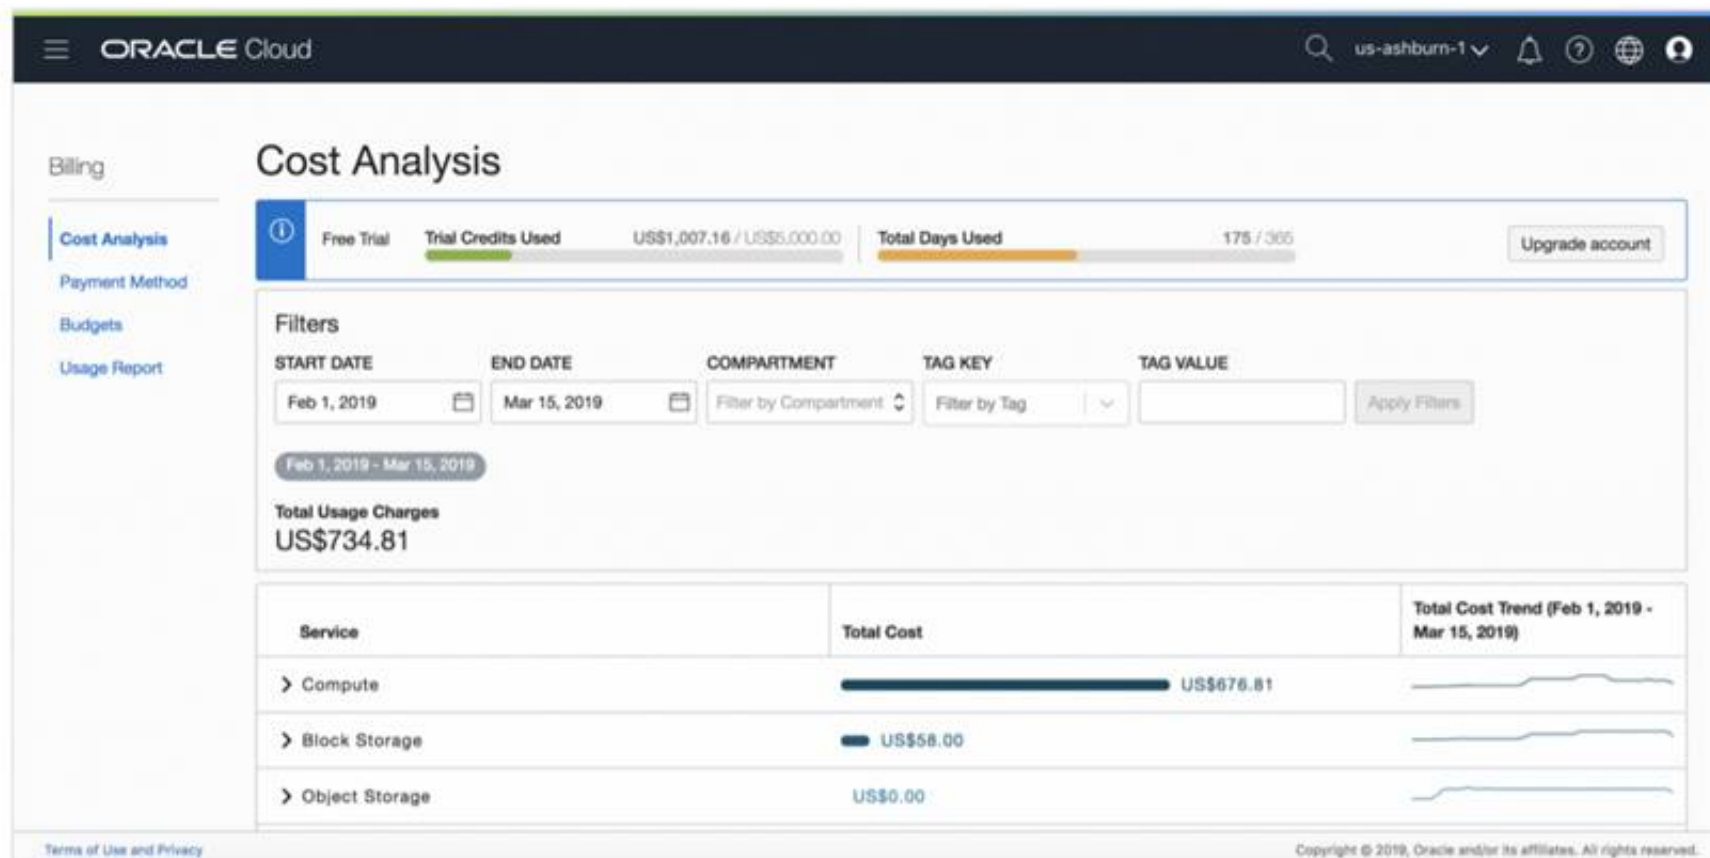 ORACLE Cloud
us-ashburn-1
Billing
Cost Analysis
Payment Method
Budgets
Usage Report
Cost Analysis
Free Trial
Trial Credits Used US$1,007.16 / US$5,000.00
Total Days Used 175 / 365
Upgrade account
Filters
START DATE END DATE COMPARTMENT TAG KEY TAG VALUE
Feb 1, 2019 Mar 15, 2019 Filter by Compartment Filter by Tag Apply Filters
Feb 1, 2019 - Mar 15, 2019
Total Usage Charges
US$734.81
Service Total Cost Total Cost Trend (Feb 1, 2019 -
Mar 15, 2019)
Compute US$676.81
Block Storage US$58.00
Object Storage US$0.00
Terms of Use and Privacy Copyright © 2019, Oracle and/or its affiliates. All rights reserved.